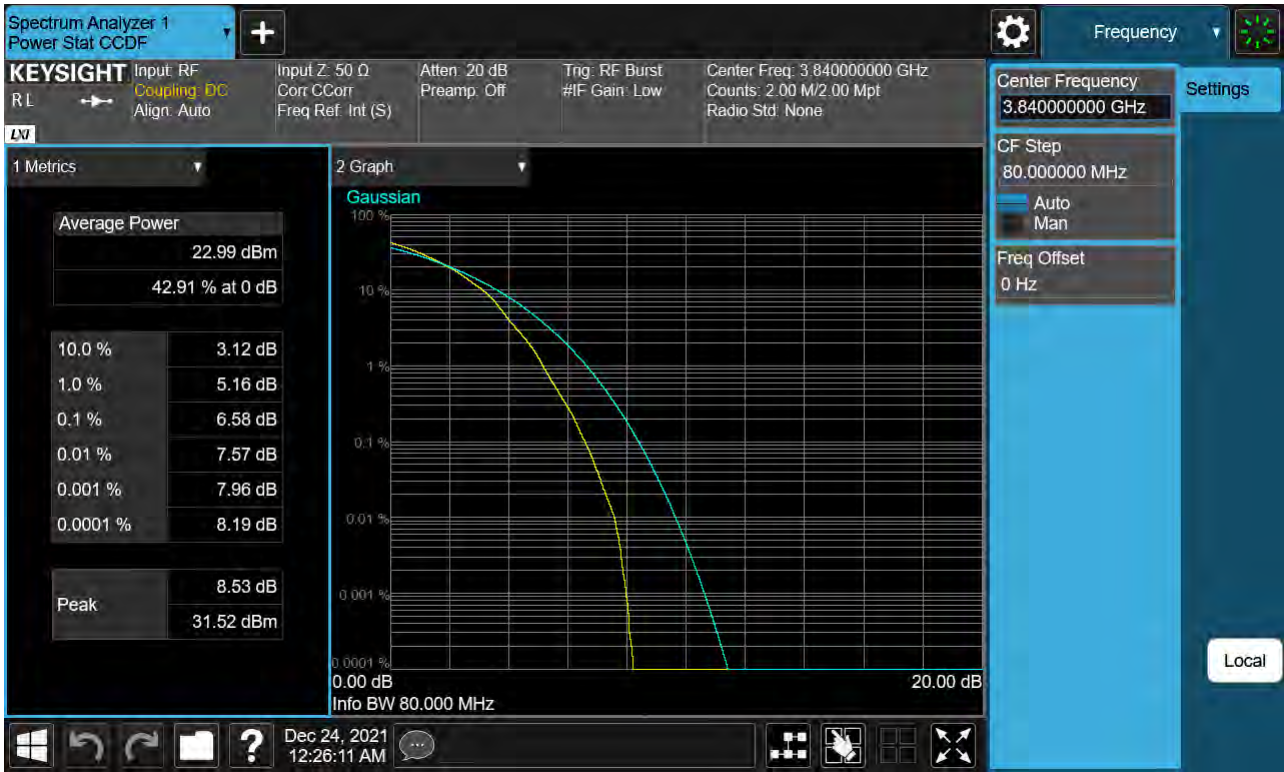 Spectrum Analyzer 1
Power Stat CCDF
+
Frequency
KEYSIGHT
RL
LXI
Input: RF
Coupling: DC
Align: Auto
Input Z: 50 Ω
Corr CCorr
Freq Ref: Int (S)
Atten: 20 dB
Preamp: Off
Trig: RF Burst
#IF Gain: Low
Center Freq: 3.840000000 GHz
Counts: 2.00 M/2.00 Mpt
Radio Std: None
Center Frequency
3.840000000 GHz
Settings
CF Step
80.000000 MHz
Auto
Man
Freq Offset
0 Hz
Local
1 Metrics
Average Power
22.99 dBm
42.91 % at 0 dB
10.0 % 3.12 dB
1.0 % 5.16 dB
0.1 % 6.58 dB
0.01 % 7.57 dB
0.001 % 7.96 dB
0.0001 % 8.19 dB
Peak
8.53 dB
31.52 dBm
2 Graph
Gaussian
100 %
10 %
1 %
0.1 %
0.01 %
0.001 %
0.0001 %
0.00 dB 20.00 dB
Info BW 80.000 MHz
?
Dec 24, 2021
12:26:11 AM